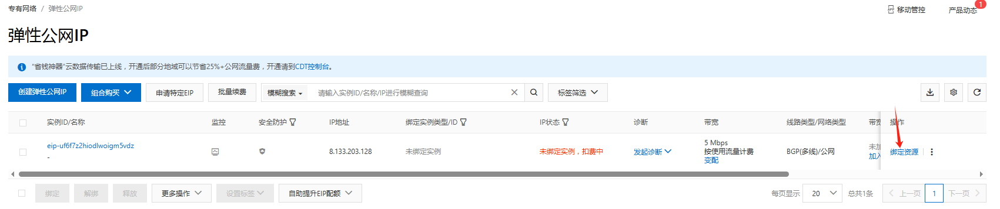 专有网络 / 弹性公网IP
移动管控 产品动态 1
弹性公网IP
“省钱神器”云数据传输已上线，开通后部分地域可以节省25%+公网流量费，开通请到CDT控制台。
创建弹性公网IP 组合购买 申请特定EIP 批量续费 模糊搜索 请输入实例ID/名称/IP进行模糊查询 标签筛选
实例ID/名称 监控 安全防护 IP地址 绑定实例类型/ID IP状态 诊断 带宽 线路类型/网络类型 带宽 操作
eip-uf6f7z2hiodlwoigm5vdz
-
8.133.203.128 未绑定实例 未绑定实例，扣费中 发起诊断
5 Mbps
按使用流量计费
变配
BGP(多线)/公网
未加
加入
绑定资源
绑定 解绑 释放 更多操作 设置标签 自助提升EIP配额 每页显示 20 总共1条 上一页 1 下一页